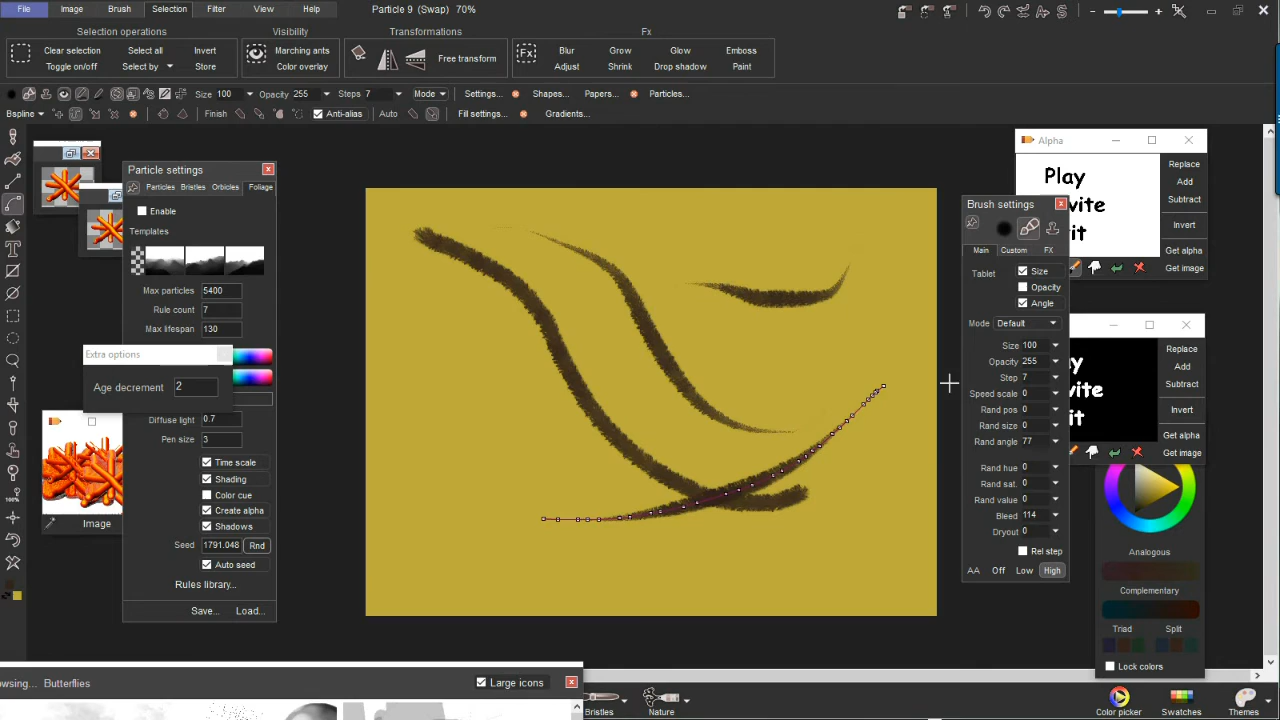 File Image Brush Selection Filter View Help Particle 9 (Swap) 70%
Selection operations Visibility Transformations Fx
Clear selection Select all Invert Marching ants Blur Grow Glow Emboss
Free transform
Toggle on/off Select by Store Color overlay Adjust Shrink Drop shadow Paint
Size 100 Opacity 255 Steps 7 Mode Settings... Shapes... Papers... Particles...
Bspline Finish Anti-alias Auto Fill settings... Gradients...
Particle settings
Particles Bristles Orbicles Foliage
Enable
Templates
Max particles 5400
Rule count 7
Max lifespan 130
Extra options
Age decrement 2
Diffuse light 0.7
Pen size 3
Time scale
Shading
Color cue
Create alpha
Shadows
Seed 1791.048 Rnd
Auto seed
Rules library...
Save... Load...
Image
Brush settings
Main Custom FX
Tablet Size
Opacity
Angle
Mode Default
Size 100
Opacity 255
Step 7
Speed scale 0
Rand pos 0
Rand size 0
Rand angle 77
Rand hue 0
Rand sat. 0
Rand value 0
Bleed 114
Dryout 0
Rel step
AA Off Low High
Alpha
Play
vite
it
Replace
Add
Subtract
Invert
Get alpha
Get image
vite
it
Replace
Add
Subtract
Invert
Get alpha
Get image
Analogous
Complementary
Triad Split
Lock colors
owsing... Butterflies Large icons
Bristles Nature Color picker Swatches Themes